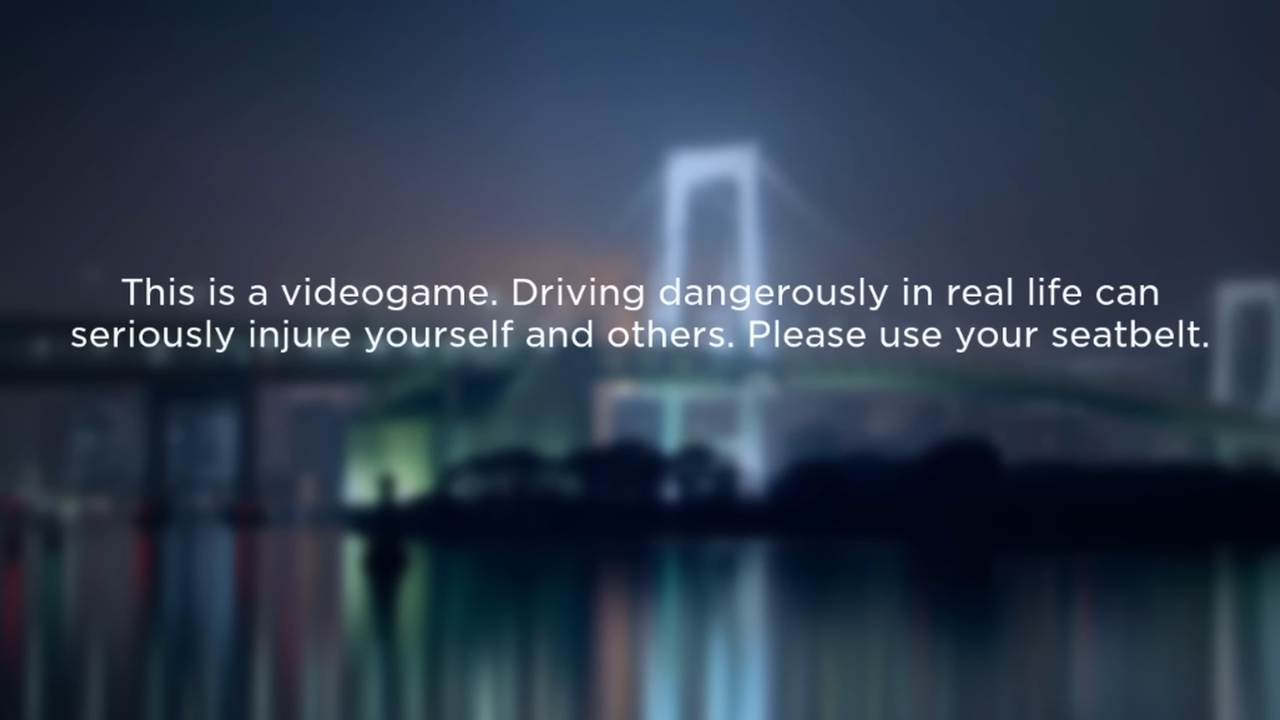 This is a videogame. Driving dangerously in real life can
seriously injure yourself and others. Please use your seatbelt.